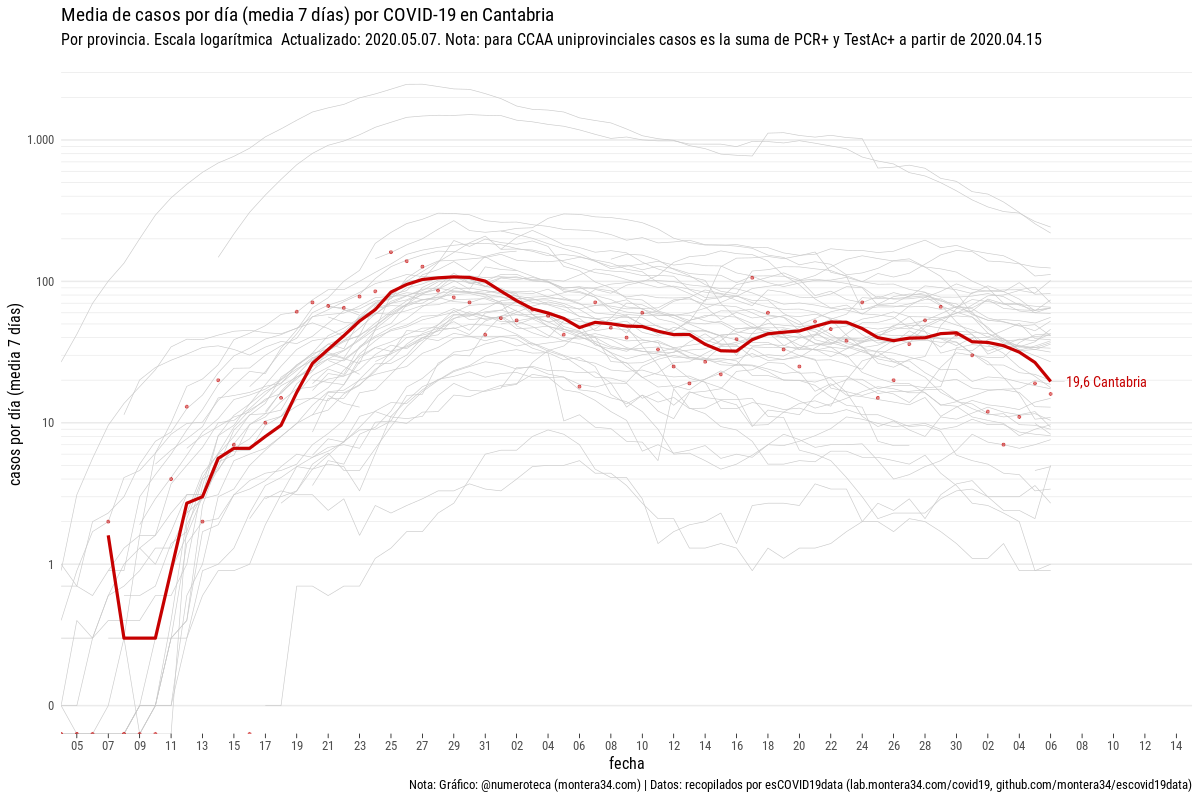 Media de casos por día (media 7 días) por COVID-19 en Cantabria
Por provincia. Escala logarítmica  Actualizado: 2020.05.07. Nota: para CCAA uniprovinciales casos es la suma de PCR+ y TestAc+ a partir de 2020.04.15
casos por día (media 7 días)
1.000
100
10
1
0
19,6 Cantabria
05 07 09 11 13 15 17 19 21 23 25 27 29 31 02 04 06 08 10 12 14 16 18 20 22 24 26 28 30 02 04 06 08 10 12 14
fecha
Nota: Gráfico: @numeroteca (montera34.com) | Datos: recopilados por esCOVID19data (lab.montera34.com/covid19, github.com/montera34/escovid19data)